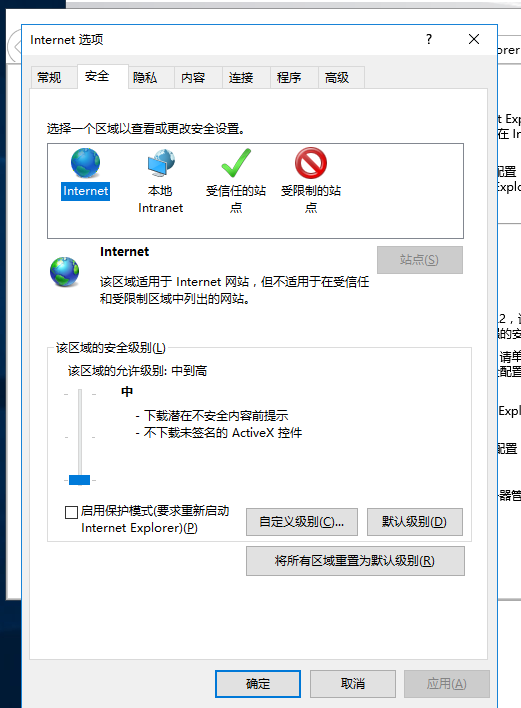 Internet 选项
?
常规
安全
隐私
内容
连接
程序
高级
选择一个区域以查看或更改安全设置。
Internet
本地
Intranet
受信任的站
点
受限制的站
点
Internet
站点(S)
该区域适用于 Internet 网站，但不适用于在受信任
和受限制区域中列出的网站。
该区域的安全级别(L)
该区域的允许级别: 中到高
中
- 下载潜在不安全内容前提示
- 不下载未签名的 ActiveX 控件
启用保护模式(要求重新启动
Internet Explorer)(P)
自定义级别(C)...
默认级别(D)
将所有区域重置为默认级别(R)
确定
取消
应用(A)
orer
t Exp
在 In
配置
Explo
2，该
请单
配置
Expl
配置
器管